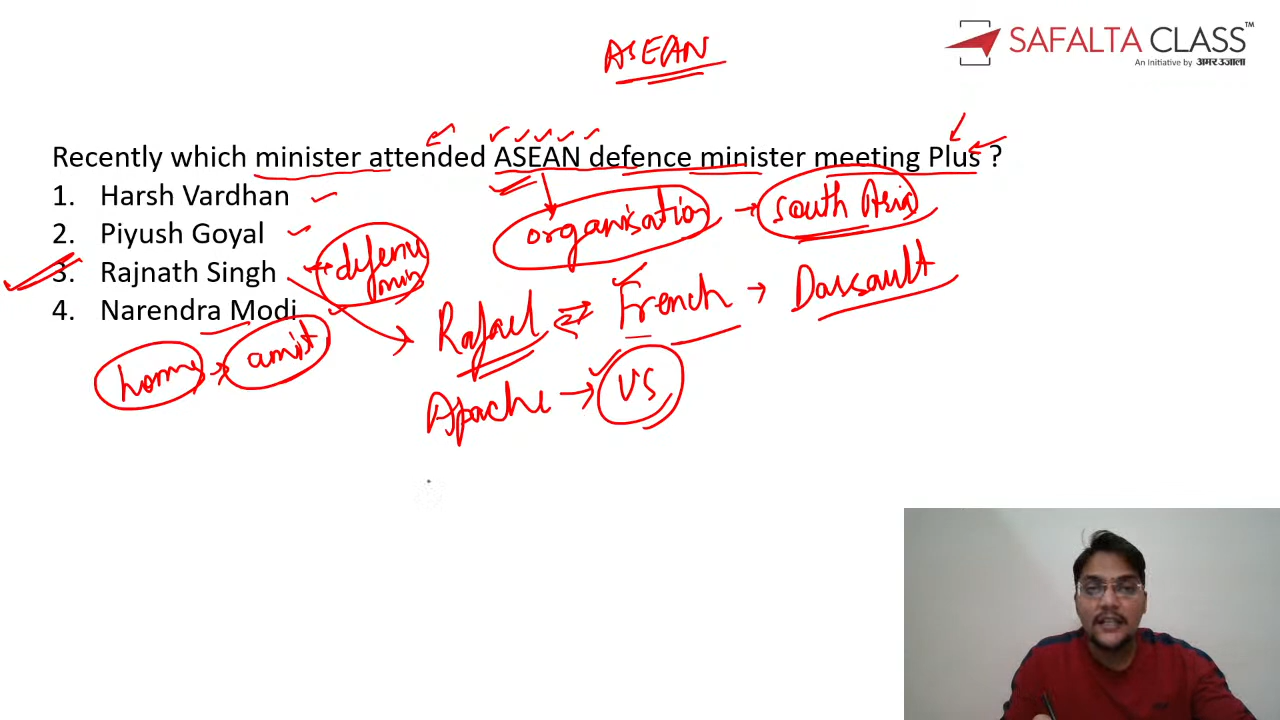 ASEAN
SAFALTA CLASS™
An Initiative by अमर उजाला
Recently which minister attended ASEAN defence minister meeting Plus ?
1. Harsh Vardhan
2. Piyush Goyal
3. Rajnath Singh
4. Narendra Modi
organisation → south Asia
defence
min
Rafael ⇄ French → Dassault
home → amit
Apache → US